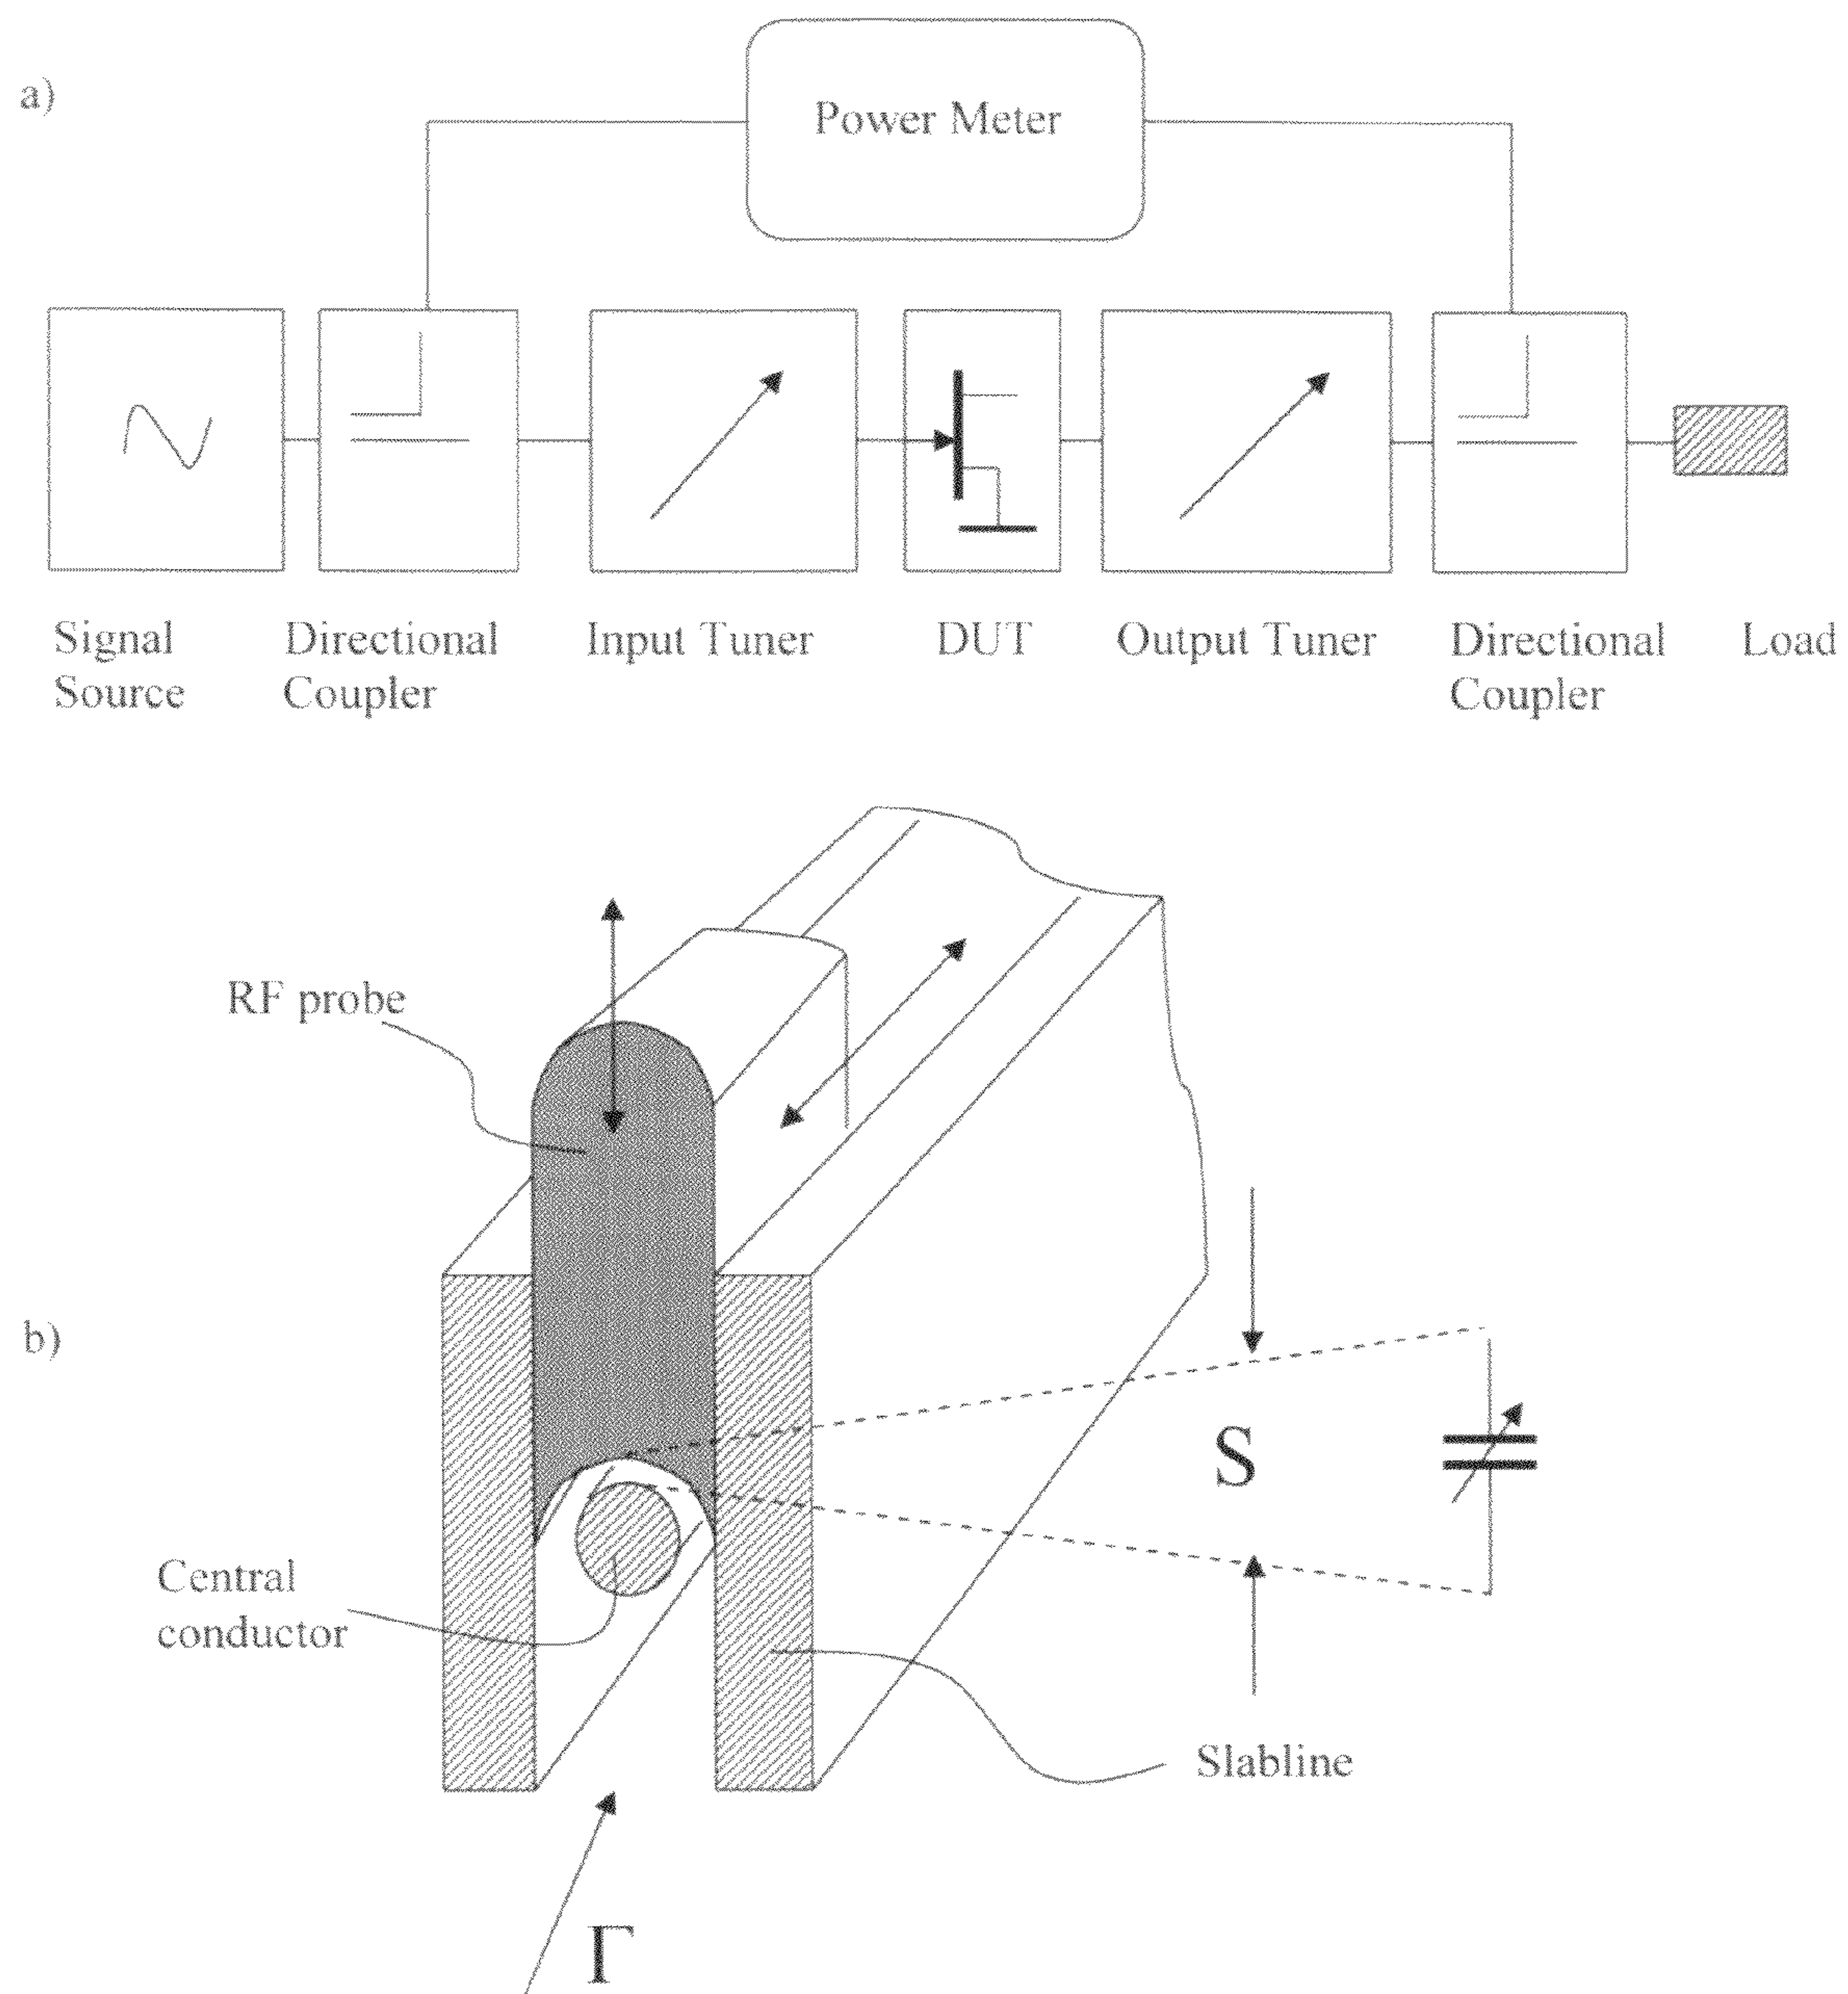 a)
Power Meter
Signal
Source
Directional
Coupler
Input Tuner
DUT
Output Tuner
Directional
Coupler
Load
RF probe
b)
S
Central
conductor
Slabline
Γ